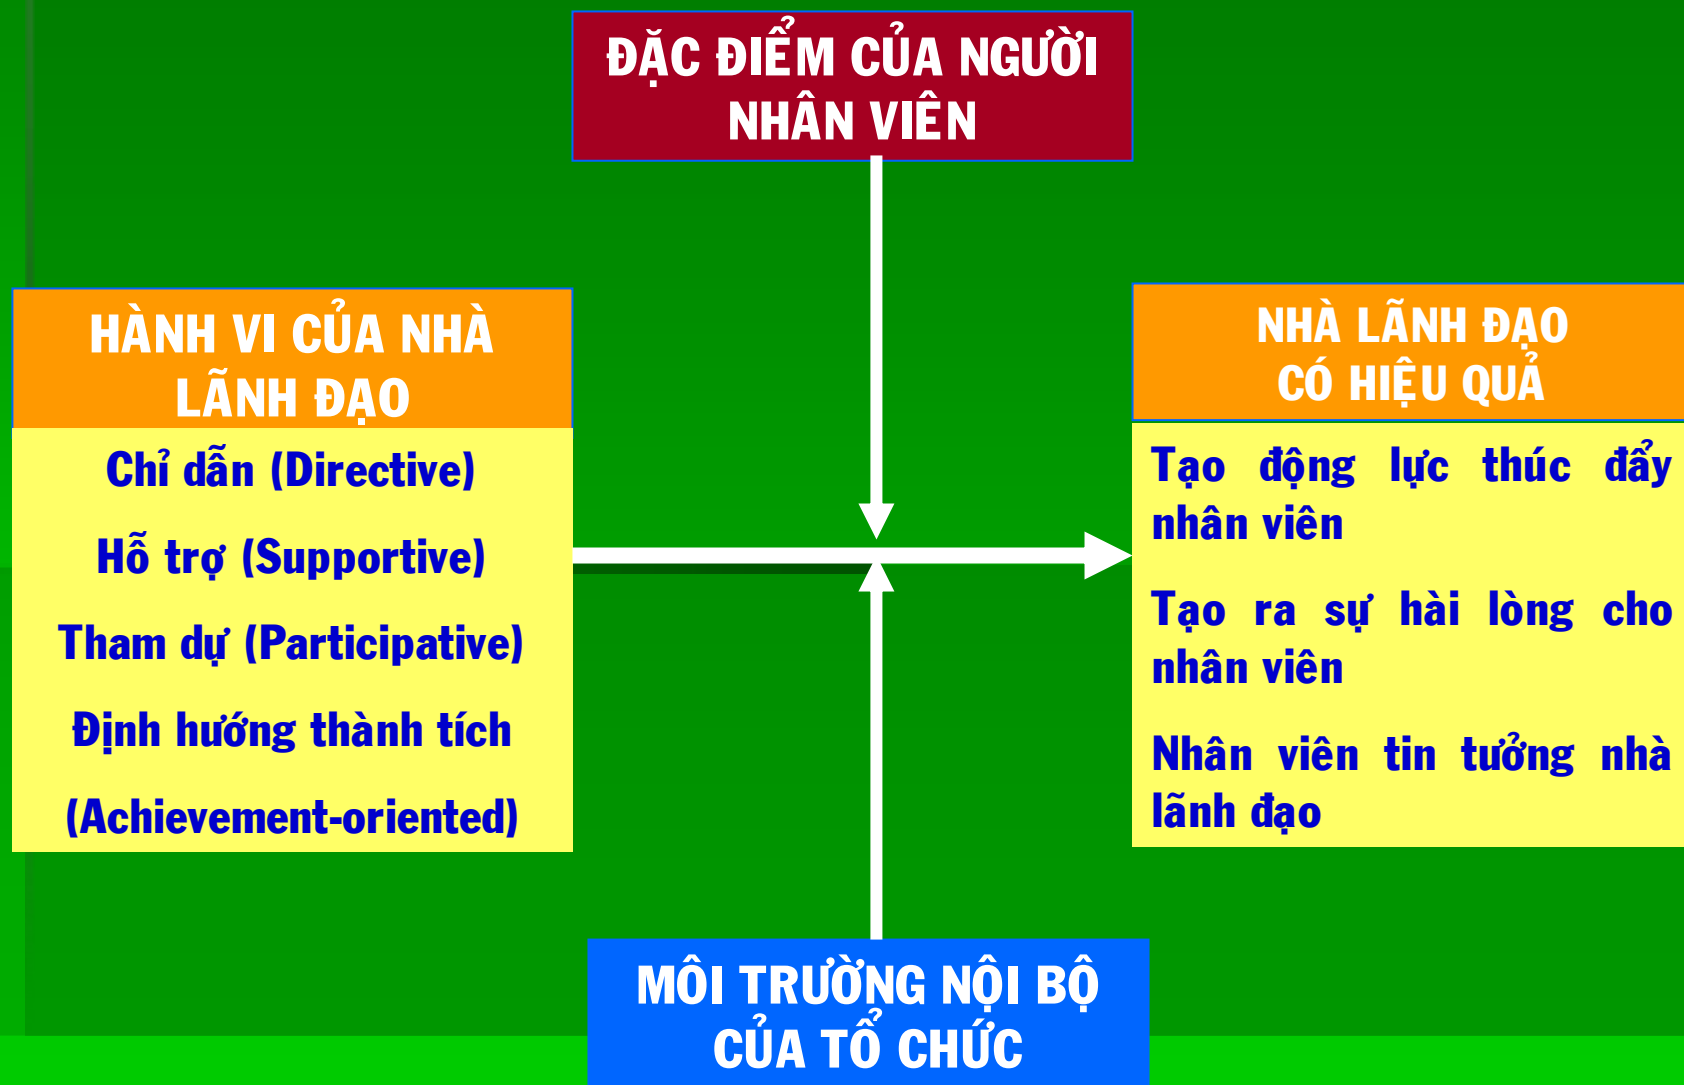 ĐẶC ĐIỂM CỦA NGƯỜI
NHÂN VIÊN
HÀNH VI CỦA NHÀ
LÃNH ĐẠO
Chỉ dẫn (Directive)
Hỗ trợ (Supportive)
Tham dự (Participative)
Định hướng thành tích
(Achievement-oriented)
NHÀ LÃNH ĐẠO
CÓ HIỆU QUẢ
Tạo động lực thúc đẩy
nhân viên
Tạo ra sự hài lòng cho
nhân viên
Nhân viên tin tưởng nhà
lãnh đạo
MÔI TRƯỜNG NỘI BỘ
CỦA TỔ CHỨC